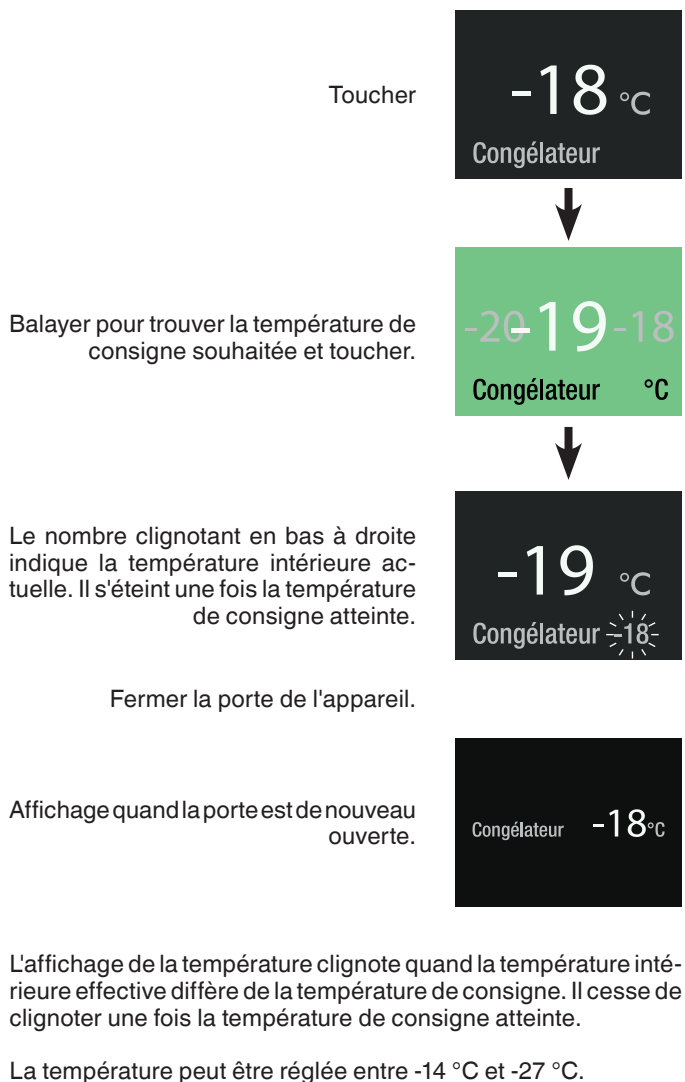 Toucher
-18 °C
Congélateur
Balayer pour trouver la température de
consigne souhaitée et toucher.
-20 -19 -18
Congélateur °C
Le nombre clignotant en bas à droite
indique la température intérieure ac-
tuelle. Il s'éteint une fois la température
de consigne atteinte.
-19 °C
Congélateur -18
Fermer la porte de l'appareil.
Affichage quand la porte est de nouveau
ouverte.
Congélateur -18°C
L'affichage de la température clignote quand la température inté-
rieure effective diffère de la température de consigne. Il cesse de
clignoter une fois la température de consigne atteinte.
La température peut être réglée entre -14 °C et -27 °C.